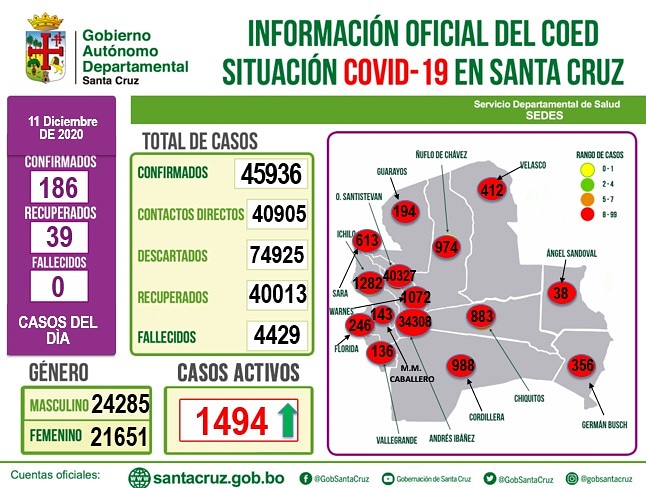 Gobierno
Autónomo
Departamental
Santa Cruz
INFORMACIÓN OFICIAL DEL COED
SITUACIÓN COVID-19 EN SANTA CRUZ
Servicio Departamental de Salud
SEDES
11 Diciembre
DE 2020
CONFIRMADOS
186
RECUPERADOS
39
FALLECIDOS
0
CASOS DEL
DÍA
TOTAL DE CASOS
CONFIRMADOS 45936
CONTACTOS DIRECTOS 40905
DESCARTADOS 74925
RECUPERADOS 40013
FALLECIDOS 4429
GÉNERO
MASCULINO 24285
FEMENINO 21651
CASOS ACTIVOS
1494
RANGO DE CASOS
0-1
2-4
5-7
8-99
ÑUFLO DE CHÁVEZ
974
VELASCO
412
GUARAYOS
194
O. SANTISTEVAN
40327
ICHILO
613
SARA
1282
WARNES
1072
ÁNGEL SANDOVAL
38
FLORIDA
246
143
M.M.
CABALLERO
34308
ANDRÉS IBÁÑEZ
883
CHIQUITOS
136
VALLEGRANDE
988
CORDILLERA
356
GERMÁN BUSCH
Cuentas oficiales:
santacruz.gob.bo
@GobSantaCruz
Gobernación de Santa Cruz
@GobSantaCruz
@gobsantacruz